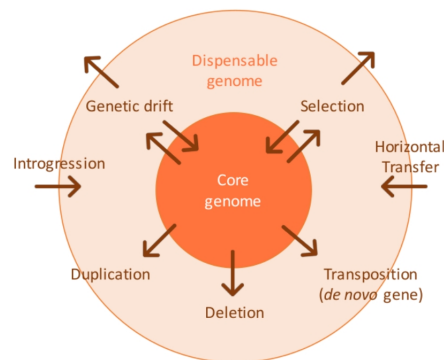 Dispensable
genome
Genetic drift
Selection
Introgression
Horizontal
Transfer
Core
genome
Duplication
Transposition
(de novo gene)
Deletion